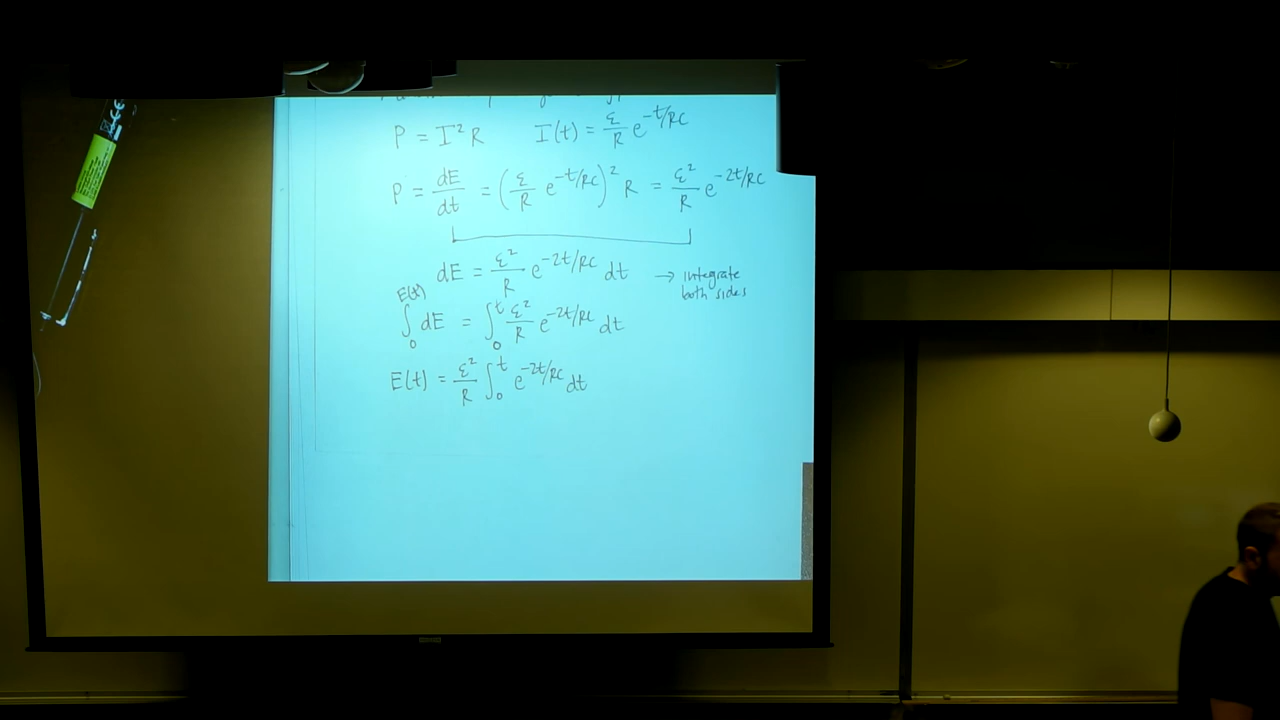 P = I²R I(t) = ε/R e^-t/RC
P = dE/dt = (ε/R e^-t/RC)² R = ε²/R e^-2t/RC
dE = ε²/R e^-2t/RC dt → integrate both sides
∫₀^E(t) dE = ∫₀^t ε²/R e^-2t/RC dt
E(t) = ε²/R ∫₀^t e^-2t/RC dt